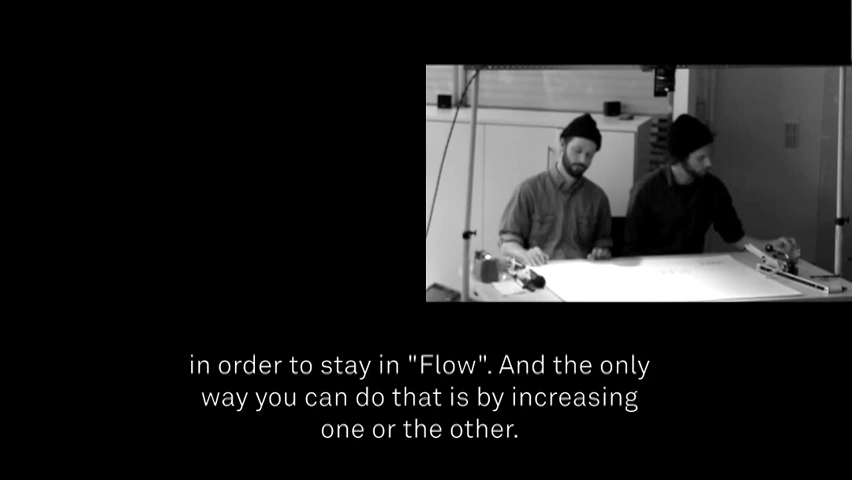 in order to stay in "Flow". And the only
way you can do that is by increasing
one or the other.